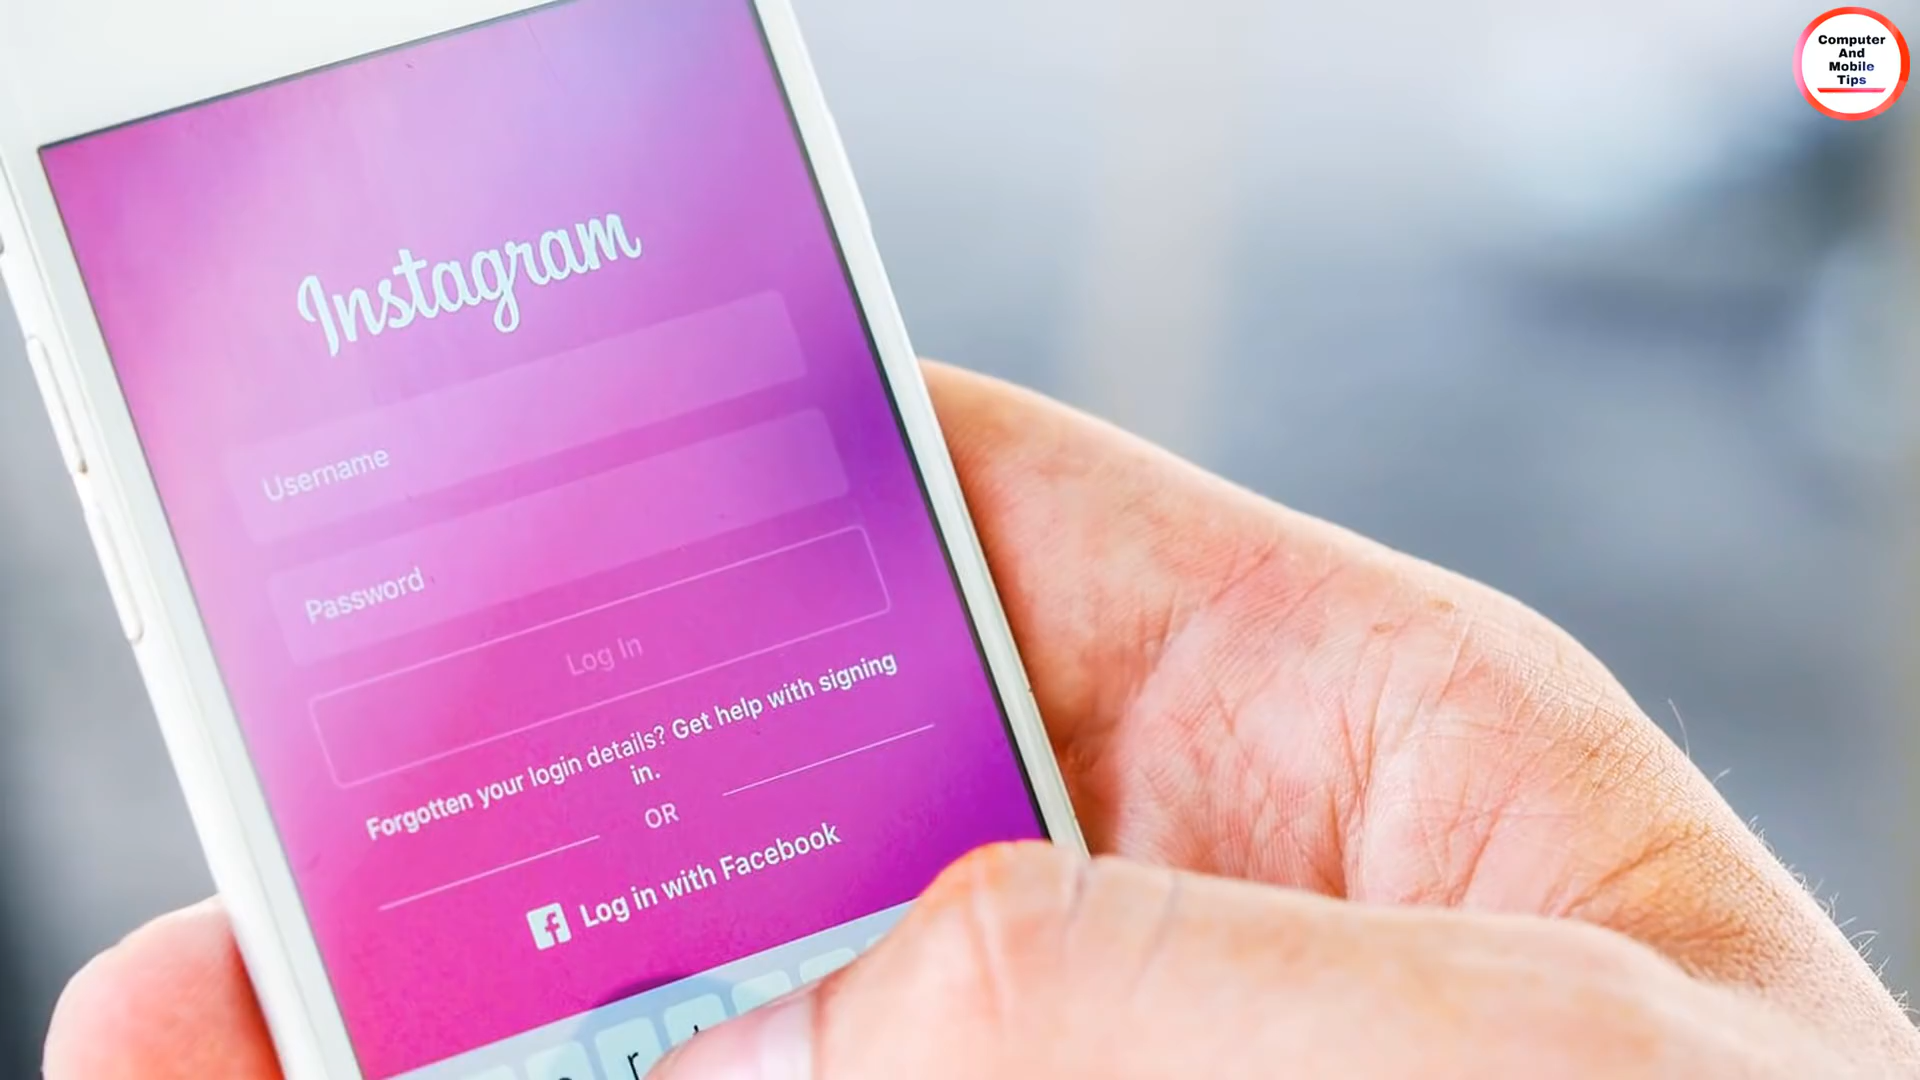 Computer
And
Mobile
Tips
Instagram
Username
Password
Log In
Forgotten your login details? Get help with signing
in.
OR
Log in with Facebook
r